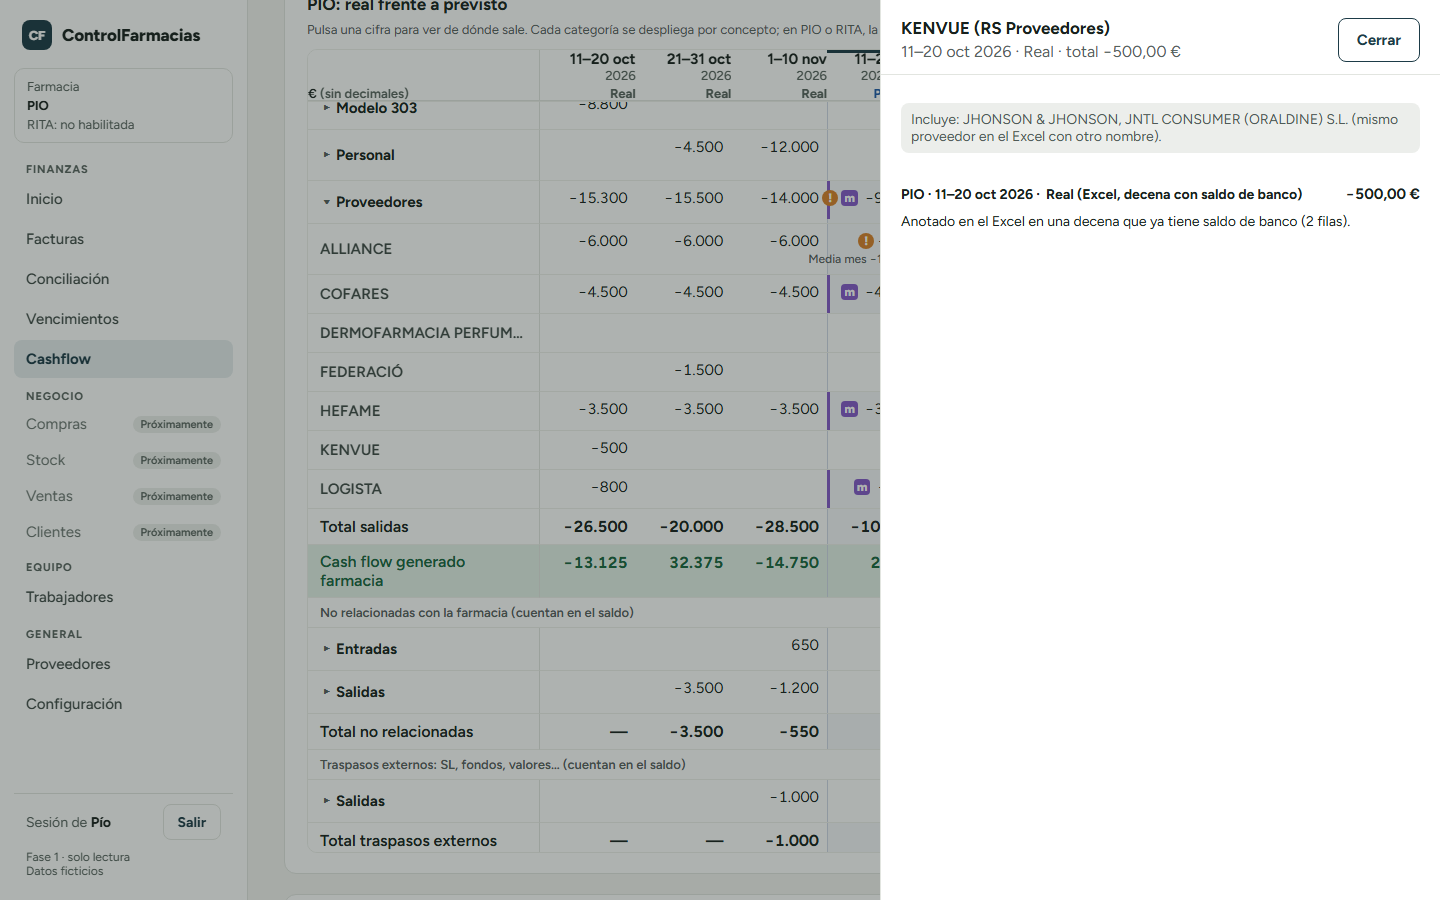 CF ControlFarmacias
Farmacia
PIO
RITA: no habilitada
FINANZAS
Inicio
Facturas
Conciliación
Vencimientos
Cashflow
NEGOCIO
Compras Próximamente
Stock Próximamente
Ventas Próximamente
Clientes Próximamente
EQUIPO
Trabajadores
GENERAL
Proveedores
Configuración
Sesión de Pío Salir
Fase 1 · solo lectura
Datos ficticios
PIO: real frente a previsto
Pulsa una cifra para ver de dónde sale. Cada categoría se despliega por concepto; en PIO o RITA, la
11–20 oct 21–31 oct 1–10 nov 11–2
2026 2026 2026
€ (sin decimales) Real Real Real P
Modelo 303 -8.800
Personal -4.500 -12.000
Proveedores -15.300 -15.500 -14.000 ! m -9
ALLIANCE -6.000 -6.000 -6.000 ! -
Media mes -1
COFARES -4.500 -4.500 -4.500 m -4
DERMOFARMACIA PERFUM...
FEDERACIÓ -1.500
HEFAME -3.500 -3.500 -3.500 m -3
KENVUE -500
LOGISTA -800 m -
Total salidas -26.500 -20.000 -28.500 -10
Cash flow generado farmacia -13.125 32.375 -14.750 2
No relacionadas con la farmacia (cuentan en el saldo)
Entradas 650
Salidas -3.500 -1.200
Total no relacionadas — -3.500 -550
Traspasos externos: SL, fondos, valores... (cuentan en el saldo)
Salidas -1.000
Total traspasos externos — — -1.000
KENVUE (RS Proveedores)
11–20 oct 2026 · Real · total -500,00 €
Cerrar
Incluye: JHONSON & JHONSON, JNTL CONSUMER (ORALDINE) S.L. (mismo
proveedor en el Excel con otro nombre).
PIO · 11–20 oct 2026 · Real (Excel, decena con saldo de banco) -500,00 €
Anotado en el Excel en una decena que ya tiene saldo de banco (2 filas).